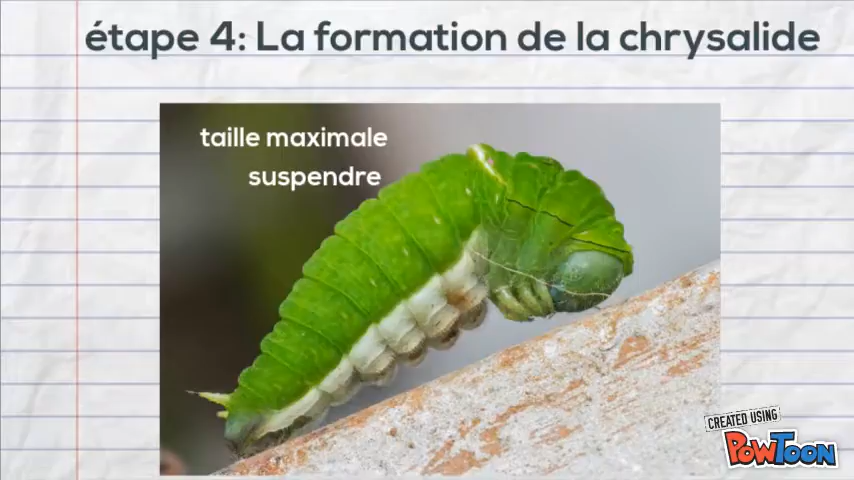 étape 4: La formation de la chrysalide
taille maximale
suspendre
CREATED USING
POWTOON